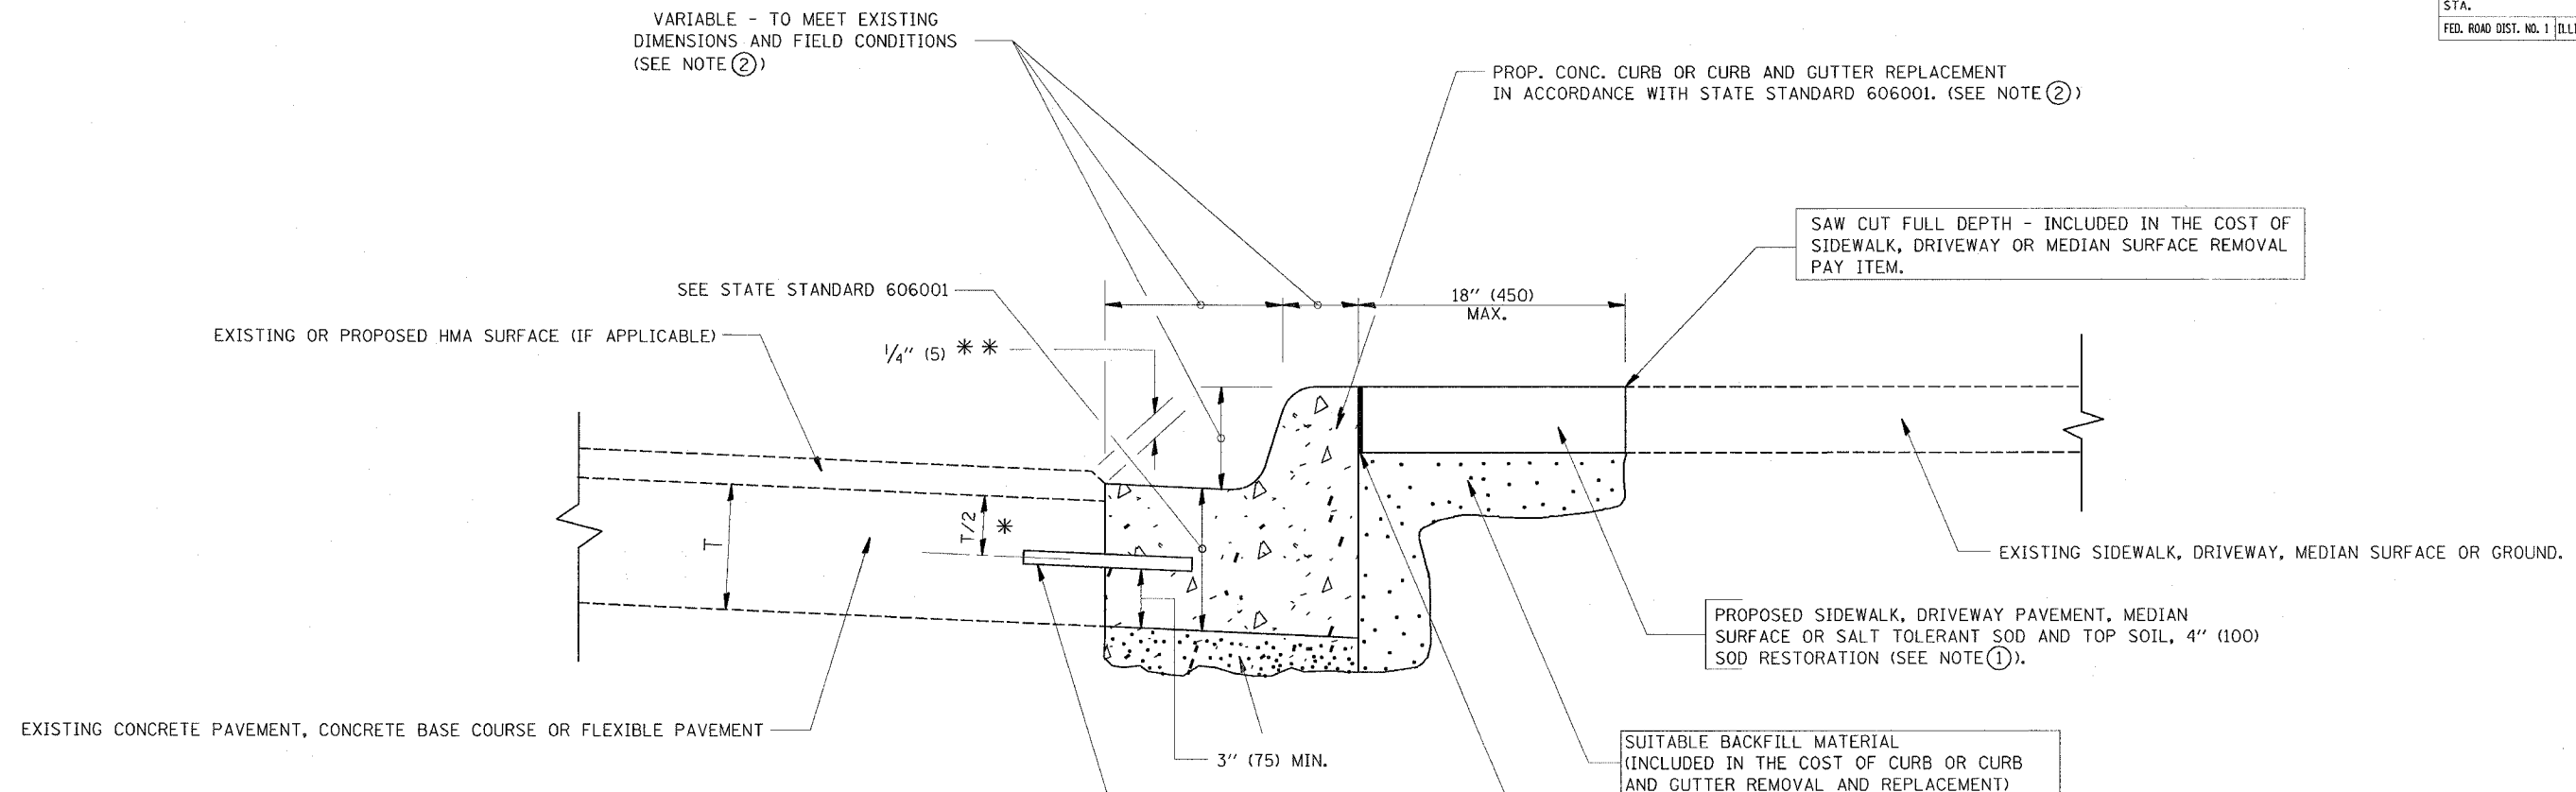 STA.
FED. ROAD DIST. NO. 1
VARIABLE - TO MEET EXISTING
DIMENSIONS AND FIELD CONDITIONS
(SEE NOTE 2)
PROP. CONC. CURB OR CURB AND GUTTER REPLACEMENT
IN ACCORDANCE WITH STATE STANDARD 606001. (SEE NOTE 2)
SAW CUT FULL DEPTH - INCLUDED IN THE COST OF
SIDEWALK, DRIVEWAY OR MEDIAN SURFACE REMOVAL
PAY ITEM.
SEE STATE STANDARD 606001
18" (450)
MAX.
EXISTING OR PROPOSED HMA SURFACE (IF APPLICABLE)
1/4" (5) * *
T
T/2 *
EXISTING SIDEWALK, DRIVEWAY, MEDIAN SURFACE OR GROUND.
PROPOSED SIDEWALK, DRIVEWAY PAVEMENT, MEDIAN
SURFACE OR SALT TOLERANT SOD AND TOP SOIL, 4" (100)
SOD RESTORATION (SEE NOTE 1).
EXISTING CONCRETE PAVEMENT, CONCRETE BASE COURSE OR FLEXIBLE PAVEMENT
3" (75) MIN.
SUITABLE BACKFILL MATERIAL
(INCLUDED IN THE COST OF CURB OR CURB
AND GUTTER REMOVAL AND REPLACEMENT)